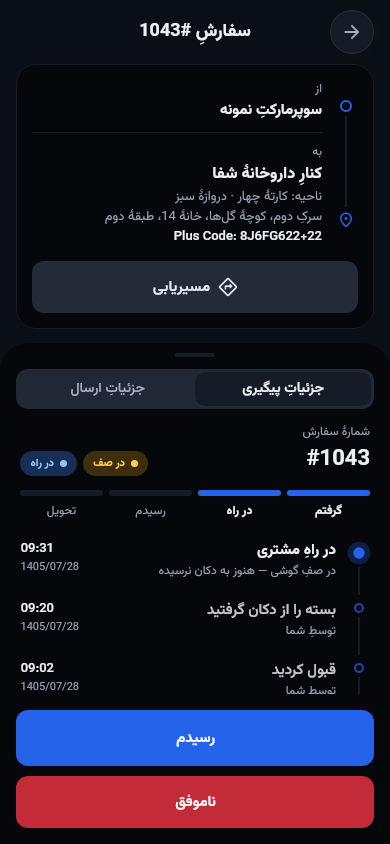 سفارشِ #1043
از
سوپرمارکتِ نمونه
به
کنارِ داروخانهٔ شفا
ناحیه: کارتهٔ چهار · دروازهٔ سبز
سرکِ دوم، کوچهٔ گل‌ها، خانهٔ 14، طبقهٔ دوم
Plus Code: 8J6FG622+22
مسیریابی
جزئیاتِ پیگیری
جزئیاتِ ارسال
شمارهٔ سفارش
#1043
در صف
در راه
گرفتم
در راه
رسیدم
تحویل
در راهِ مشتری
09:31
در صفِ گوشی — هنوز به دکان نرسیده
1405/07/28
بسته را از دکان گرفتید
09:20
توسطِ شما
1405/07/28
قبول کردید
09:02
توسطِ شما
1405/07/28
رسیدم
ناموفق